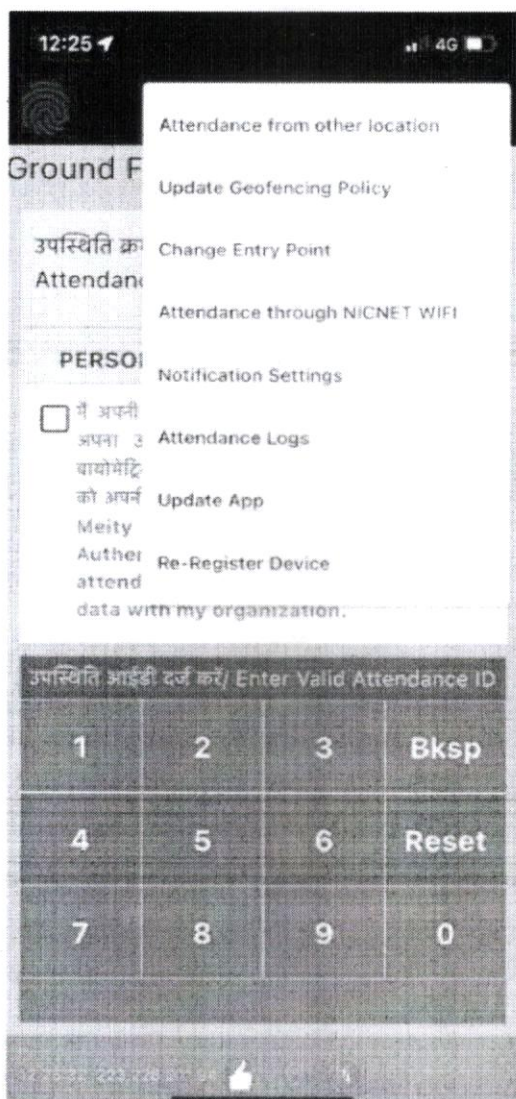 12:25
4G
Attendance from other location
Ground F
Update Geofencing Policy
उपस्थिति क्र
Change Entry Point
Attendan
Attendance through NICNET WIFI
PERSO
Notification Settings
मैं अपनी
अपना उ
Attendance Logs
बायोमेट्रि
को अपनी
Update App
Meity
Authen
Re-Register Device
attend
data with my organization.
उपस्थिति आईडी दर्ज करें/ Enter Valid Attendance ID
1 2 3 Bksp
4 5 6 Reset
7 8 9 0